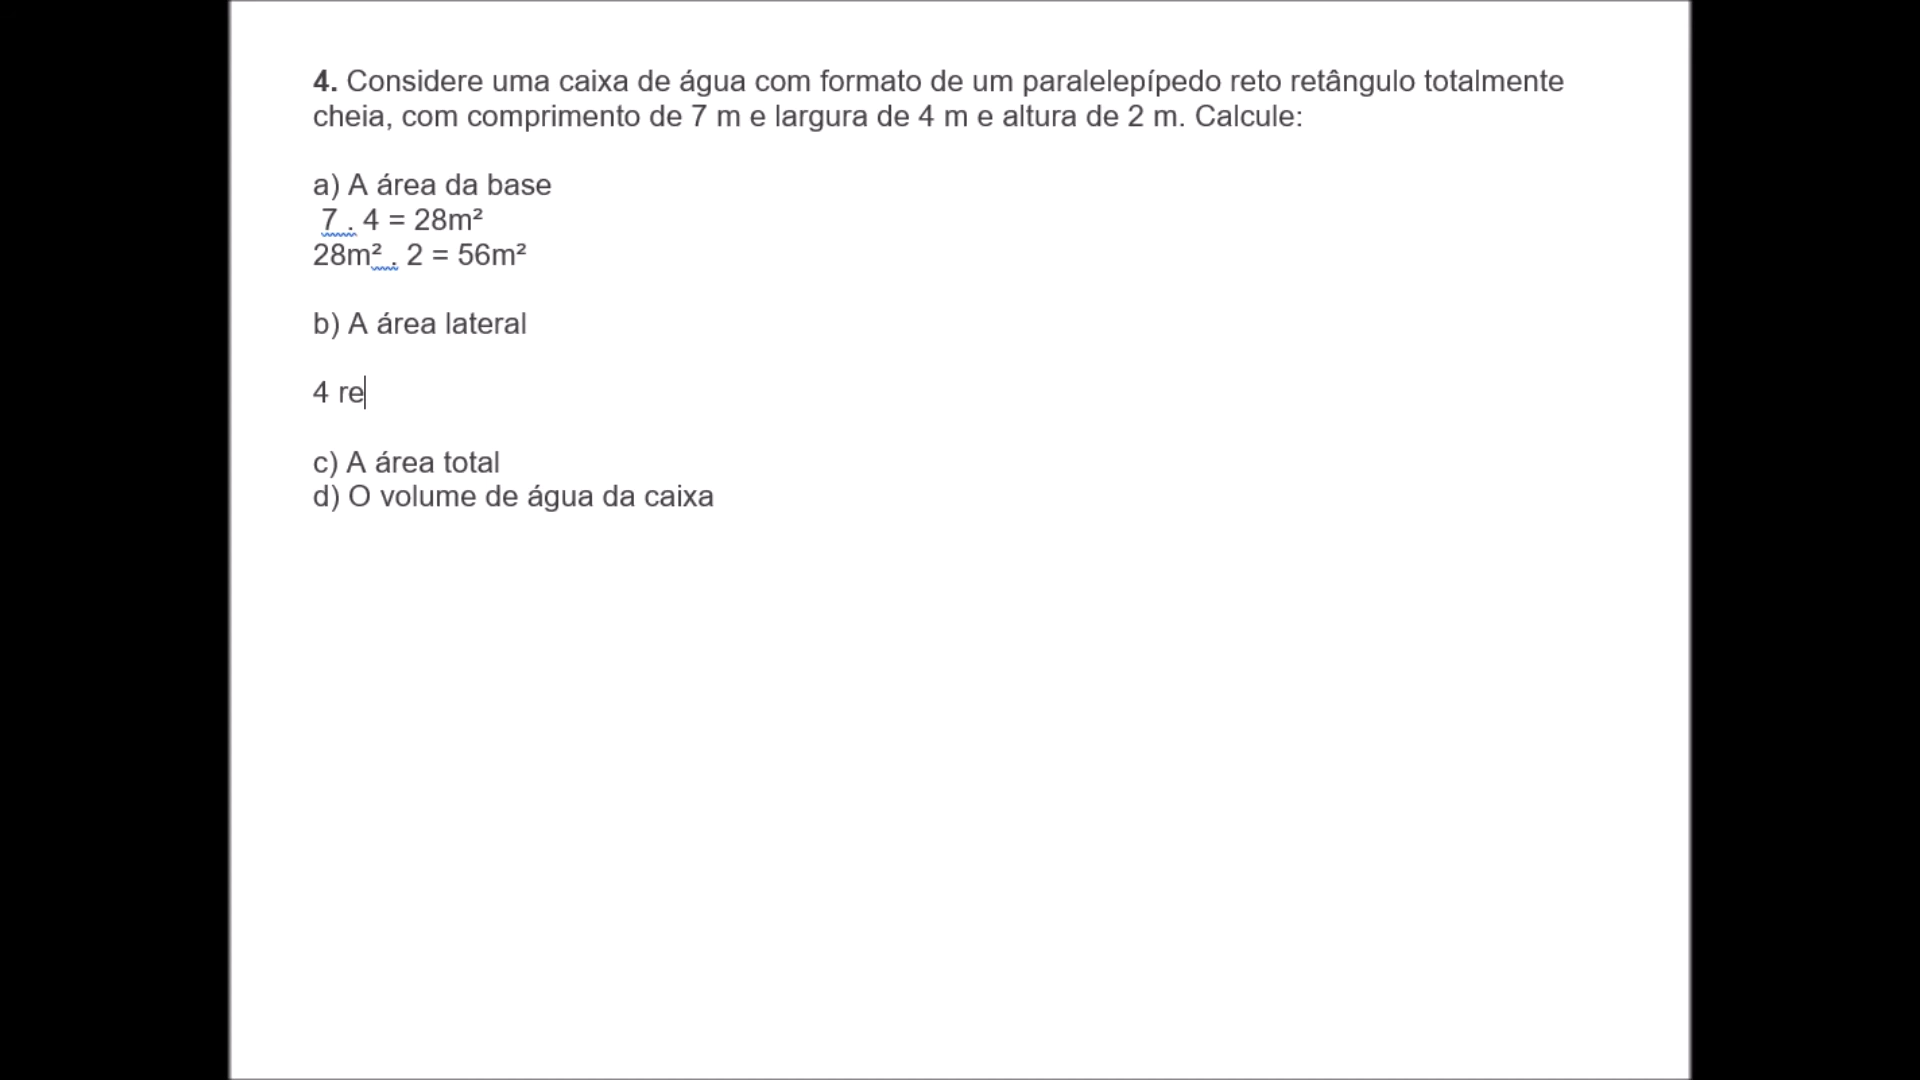 4. Considere uma caixa de água com formato de um paralelepípedo reto retângulo totalmente
cheia, com comprimento de 7 m e largura de 4 m e altura de 2 m. Calcule:
a) A área da base
7 . 4 = 28m²
28m² . 2 = 56m²
b) A área lateral
4 re
c) A área total
d) O volume de água da caixa